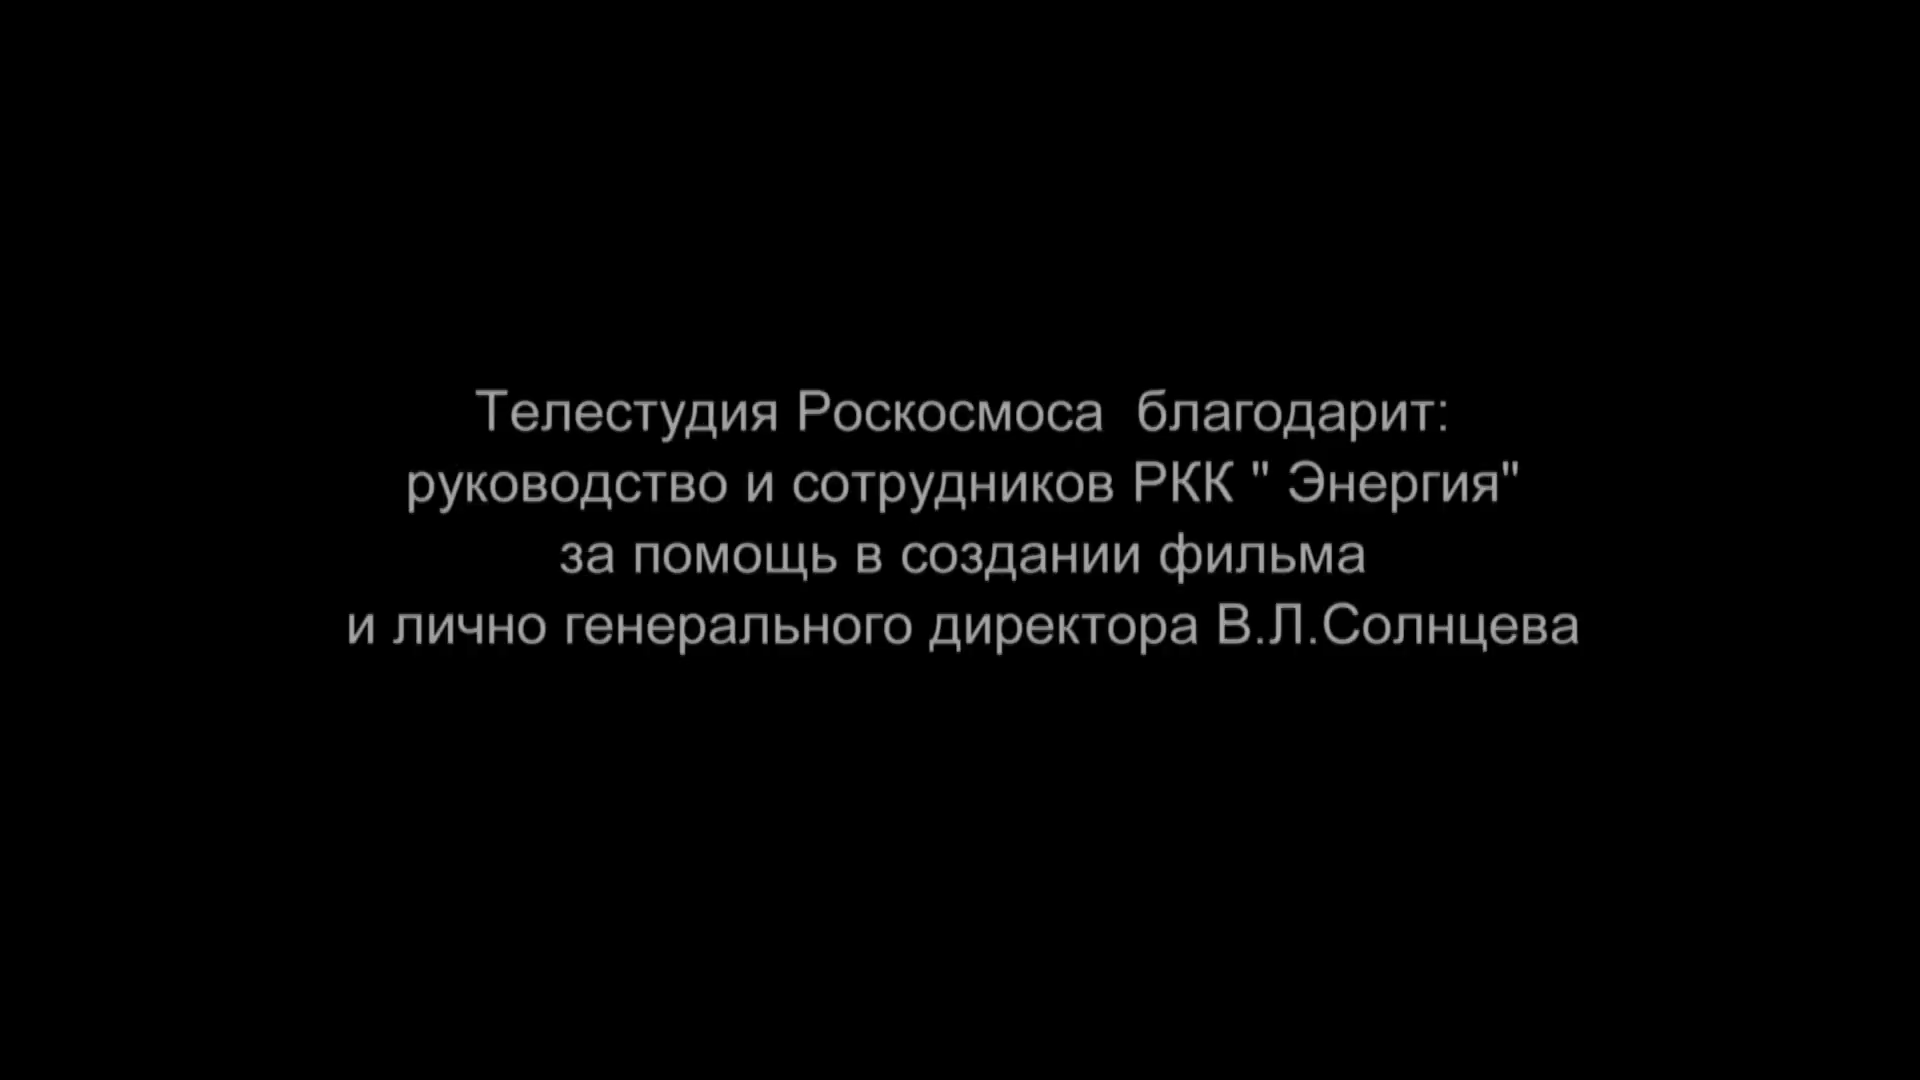 Телестудия Роскосмоса  благодарит:
руководство и сотрудников РКК " Энергия"
за помощь в создании фильма
и лично генерального директора В.Л.Солнцева